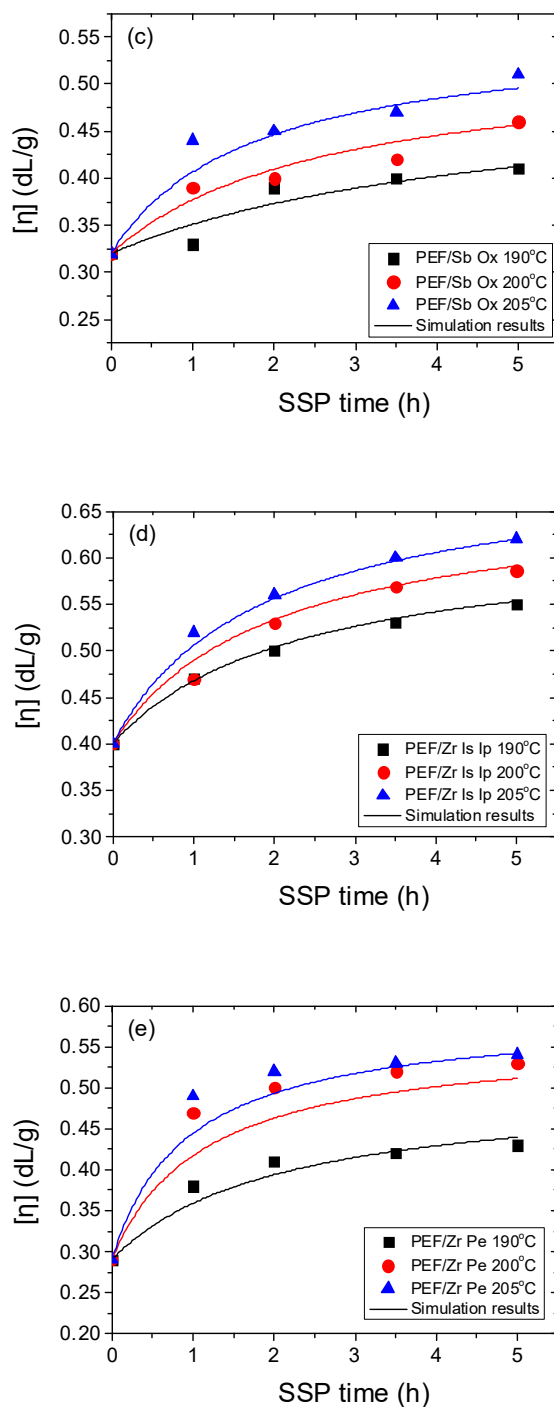 (c)
0.55
0.50
0.45
0.40
0.35
0.30
0.25
[η] (dL/g)
PEF/Sb Ox 190°C
PEF/Sb Ox 200°C
PEF/Sb Ox 205°C
Simulation results
0 1 2 3 4 5
SSP time (h)
(d)
0.65
0.60
0.55
0.50
0.45
0.40
0.35
0.30
[η] (dL/g)
PEF/Zr Is Ip 190°C
PEF/Zr Is Ip 200°C
PEF/Zr Is Ip 205°C
Simulation results
0 1 2 3 4 5
SSP time (h)
(e)
0.60
0.55
0.50
0.45
0.40
0.35
0.30
0.25
0.20
[η] (dL/g)
PEF/Zr Pe 190°C
PEF/Zr Pe 200°C
PEF/Zr Pe 205°C
Simulation results
0 1 2 3 4 5
SSP time (h)